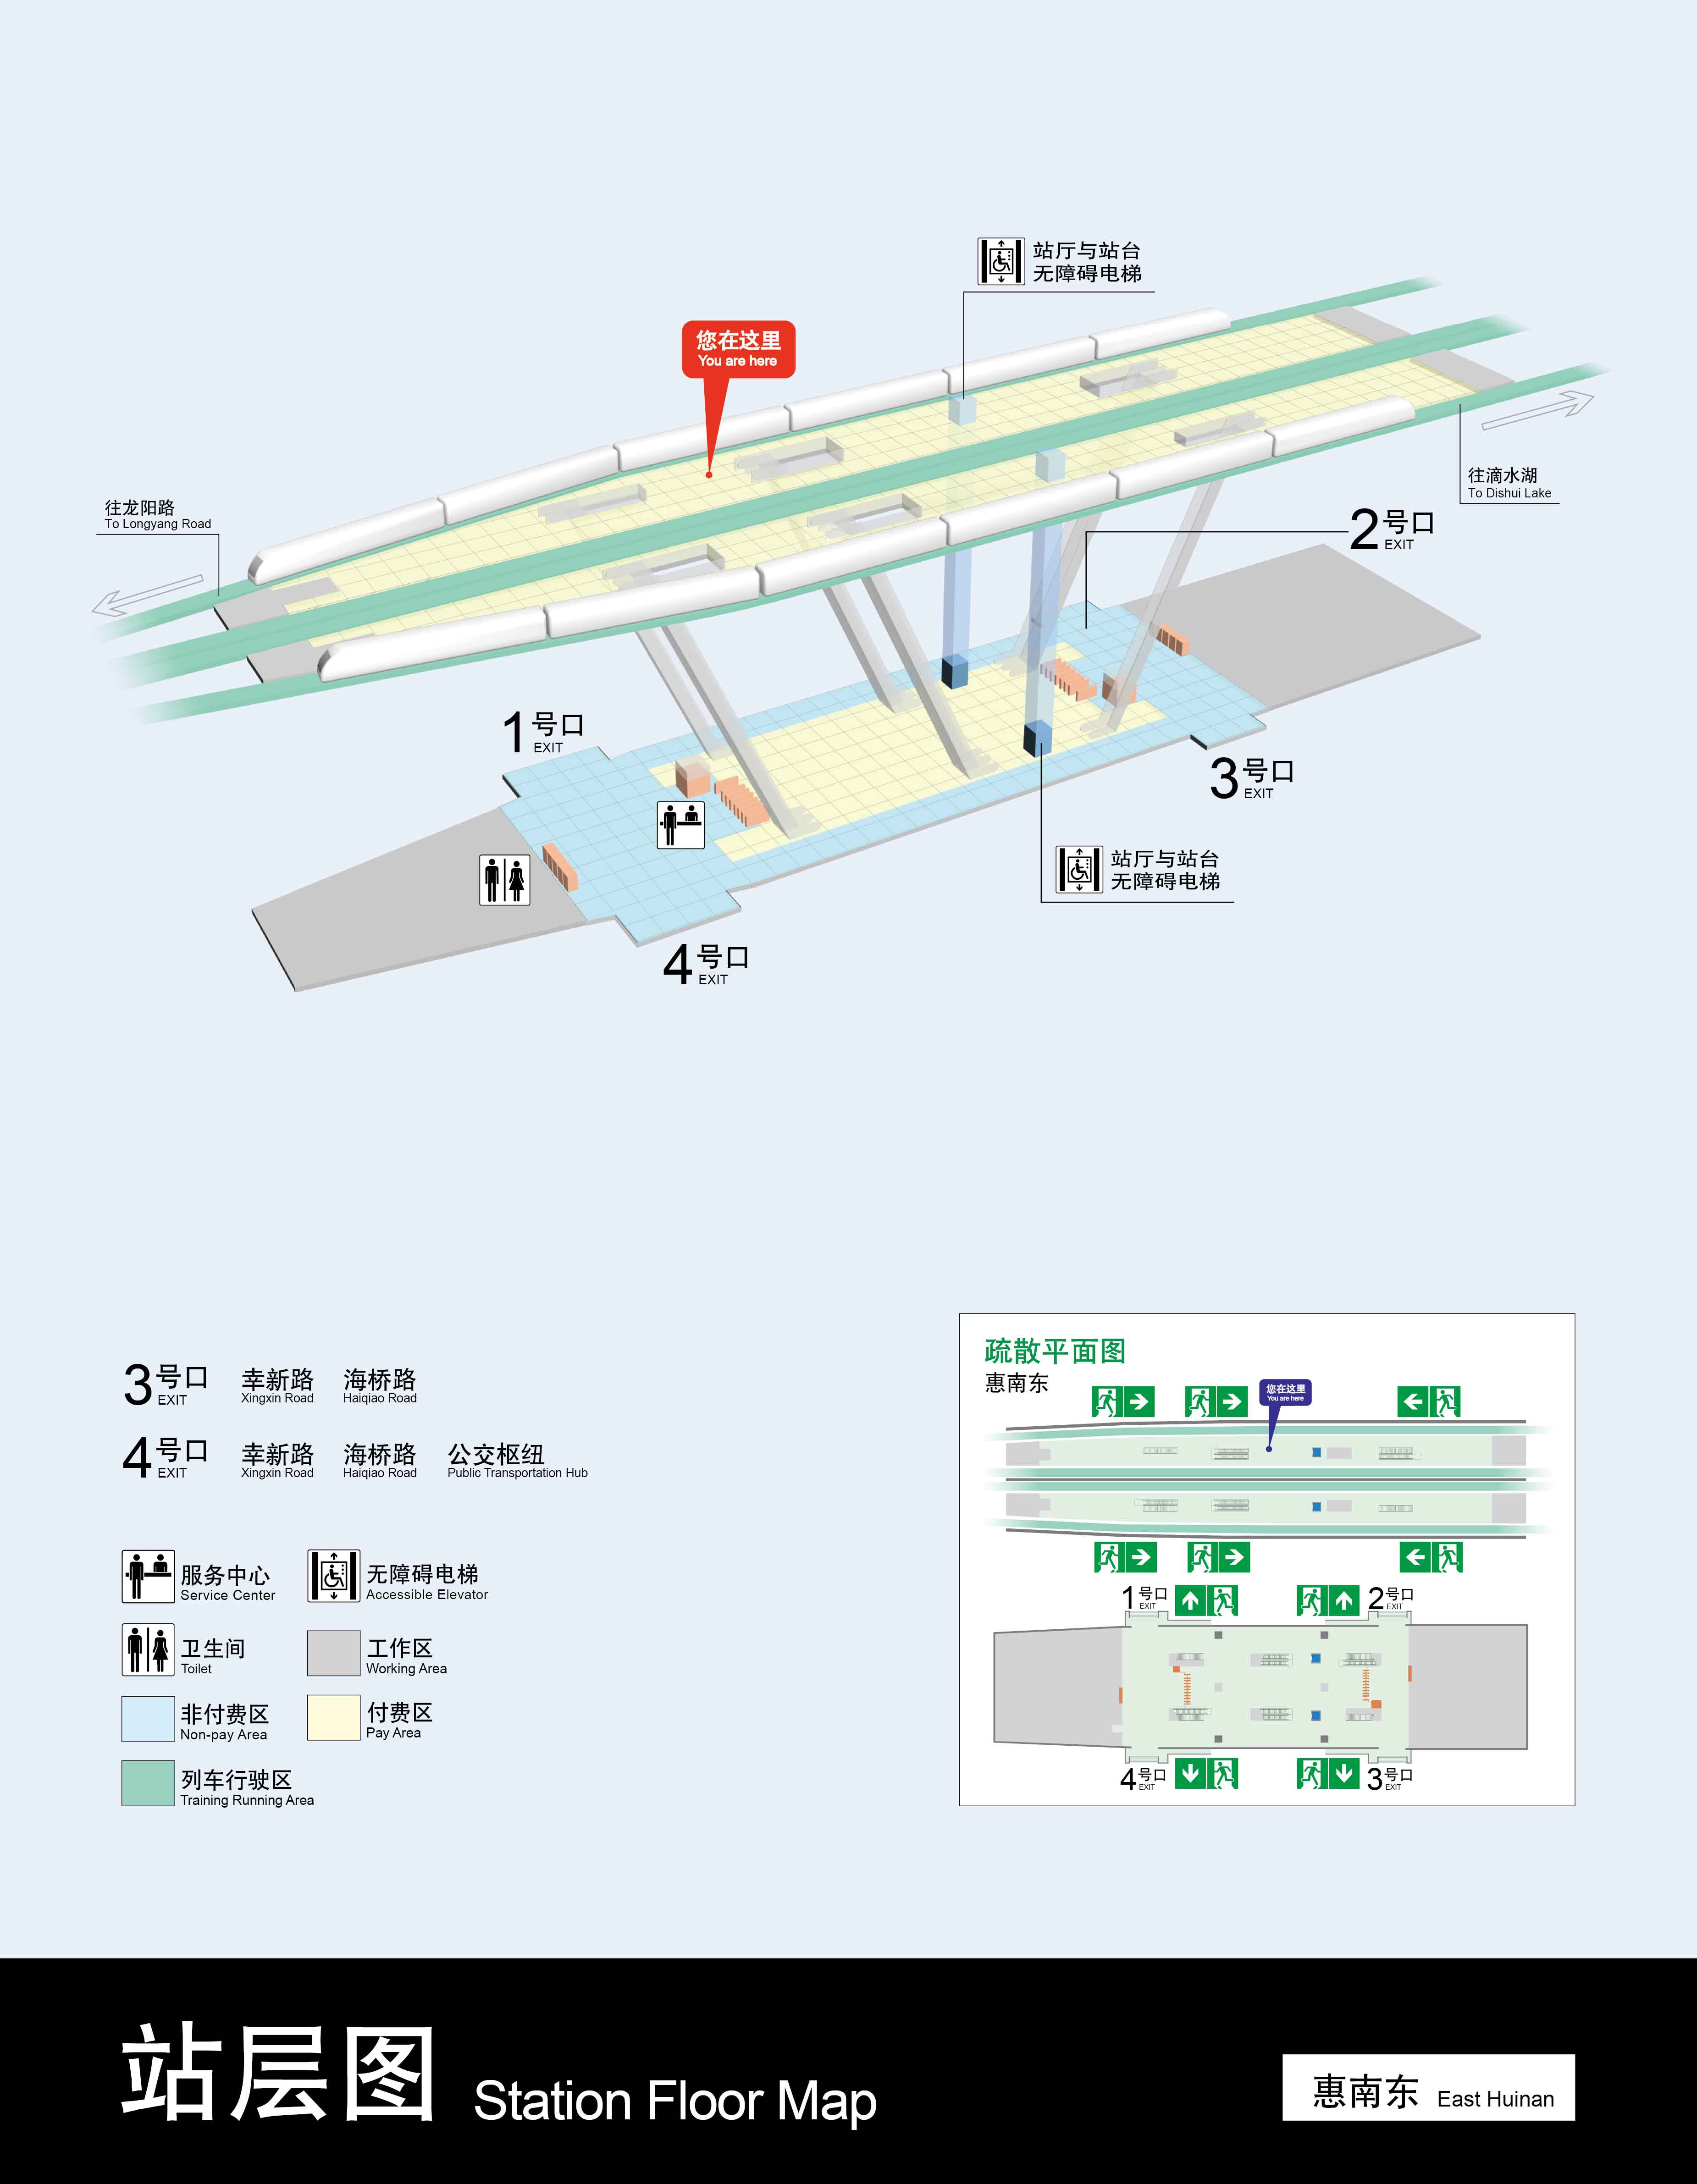 站厅与站台
无障碍电梯
您在这里
You are here
往龙阳路
To Longyang Road
往滴水湖
To Dishui Lake
2号口
EXIT
1号口
EXIT
3号口
EXIT
站厅与站台
无障碍电梯
4号口
EXIT
3号口 幸新路 海桥路
EXIT Xingxin Road Haiqiao Road
4号口 幸新路 海桥路 公交枢纽
EXIT Xingxin Road Haiqiao Road Public Transportation Hub
服务中心 无障碍电梯
Service Center Accessible Elevator
卫生间 工作区
Toilet Working Area
非付费区 付费区
Non-pay Area Pay Area
列车行驶区
Training Running Area
疏散平面图
惠南东
您在这里
You are here
1号口 2号口
EXIT EXIT
4号口 3号口
EXIT EXIT
站层图 Station Floor Map
惠南东 East Huinan